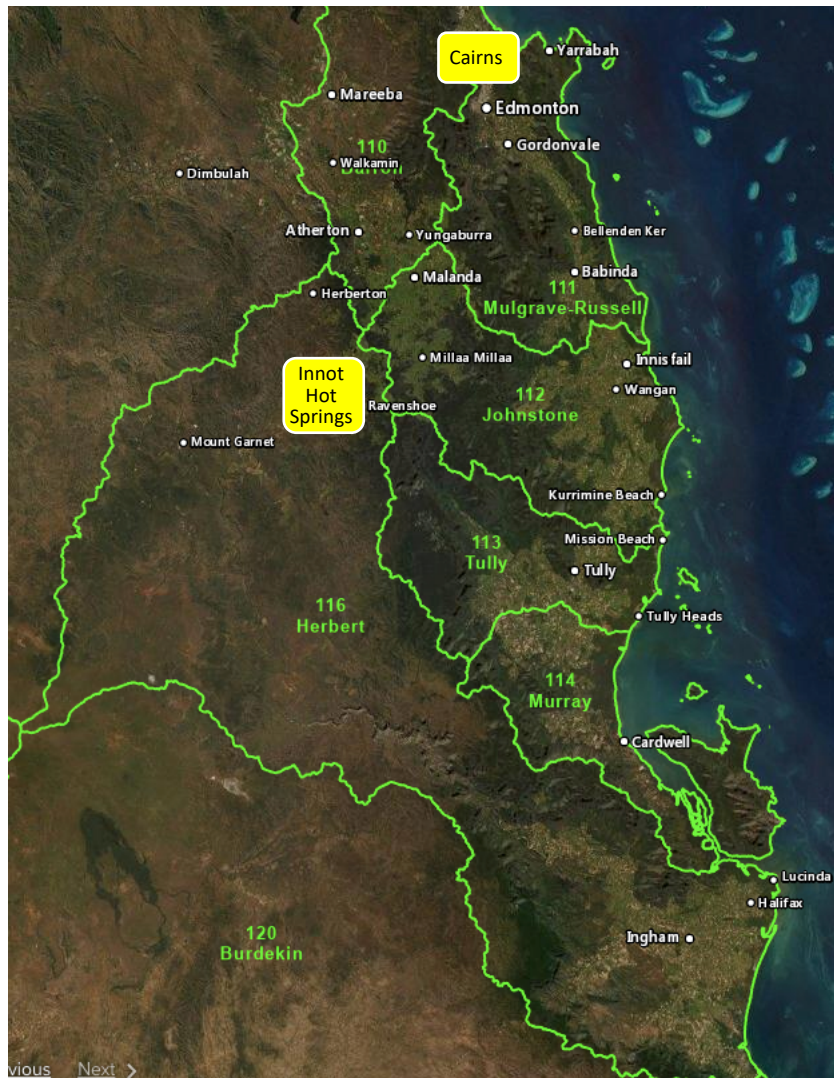 Cairns
Yarrabah
Mareeba
Edmonton
110
Barron
Gordonvale
Walkamin
Dimbulah
Atherton
Yungaburra
Bellenden Ker
Malanda
Babinda
111
Mulgrave-Russell
Herberton
Millaa Millaa
Innisfail
Innot
Hot
Springs
Ravenshoe
112
Johnstone
Wangan
Mount Garnet
Kurrimine Beach
113
Tully
Mission Beach
Tully
116
Herbert
Tully Heads
114
Murray
Cardwell
Lucinda
Halifax
120
Burdekin
Ingham
vious
Next >